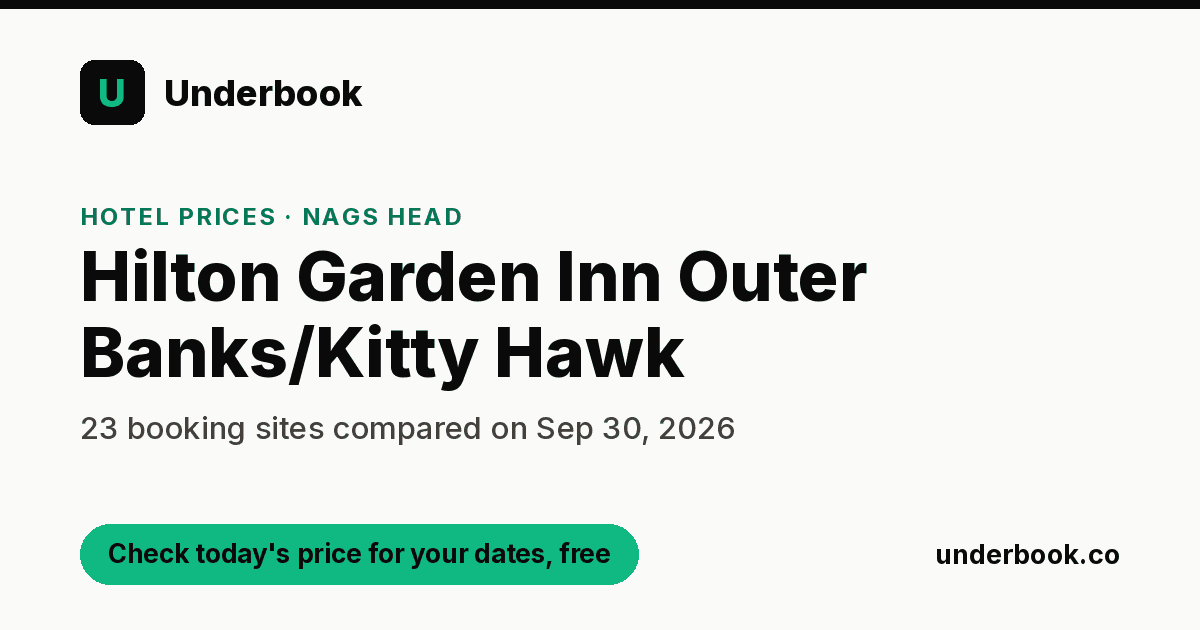 U Underbook
HOTEL PRICES · NAGS HEAD
Hilton Garden Inn Outer
Banks/Kitty Hawk
23 booking sites compared on Sep 30, 2026
Check today's price for your dates, free
underbook.co